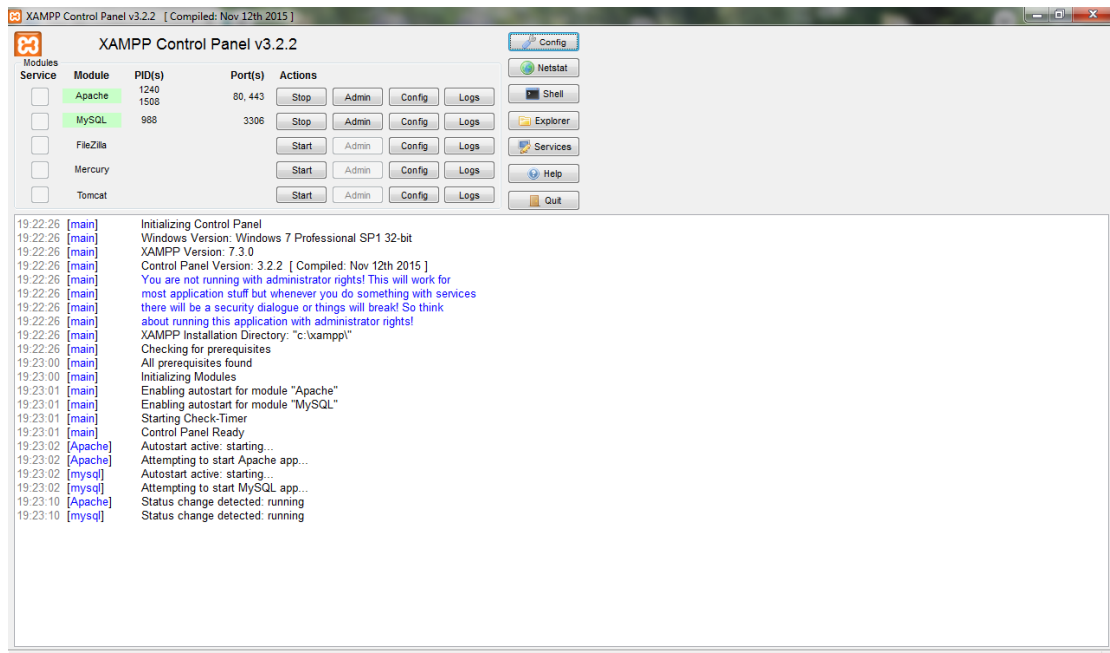 XAMPP Control Panel v3.2.2 [ Compiled: Nov 12th 2015 ]
XAMPP Control Panel v3.2.2
Config
Modules
Service Module PID(s) Port(s) Actions
Netstat
Apache 1240 1508 80, 443 Stop Admin Config Logs
Shell
MySQL 988 3306 Stop Admin Config Logs
Explorer
FileZilla Start Admin Config Logs
Services
Mercury Start Admin Config Logs
Help
Tomcat Start Admin Config Logs
Quit
19:22:26 [main] Initializing Control Panel
19:22:26 [main] Windows Version: Windows 7 Professional SP1 32-bit
19:22:26 [main] XAMPP Version: 7.3.0
19:22:26 [main] Control Panel Version: 3.2.2 [ Compiled: Nov 12th 2015 ]
19:22:26 [main] You are not running with administrator rights! This will work for
19:22:26 [main] most application stuff but whenever you do something with services
19:22:26 [main] there will be a security dialogue or things will break! So think
19:22:26 [main] about running this application with administrator rights!
19:22:26 [main] XAMPP Installation Directory: "c:\xampp\"
19:22:26 [main] Checking for prerequisites
19:23:00 [main] All prerequisites found
19:23:00 [main] Initializing Modules
19:23:01 [main] Enabling autostart for module "Apache"
19:23:01 [main] Enabling autostart for module "MySQL"
19:23:01 [main] Starting Check-Timer
19:23:01 [main] Control Panel Ready
19:23:02 [Apache] Autostart active: starting...
19:23:02 [Apache] Attempting to start Apache app...
19:23:02 [mysql] Autostart active: starting...
19:23:02 [mysql] Attempting to start MySQL app...
19:23:10 [Apache] Status change detected: running
19:23:10 [mysql] Status change detected: running